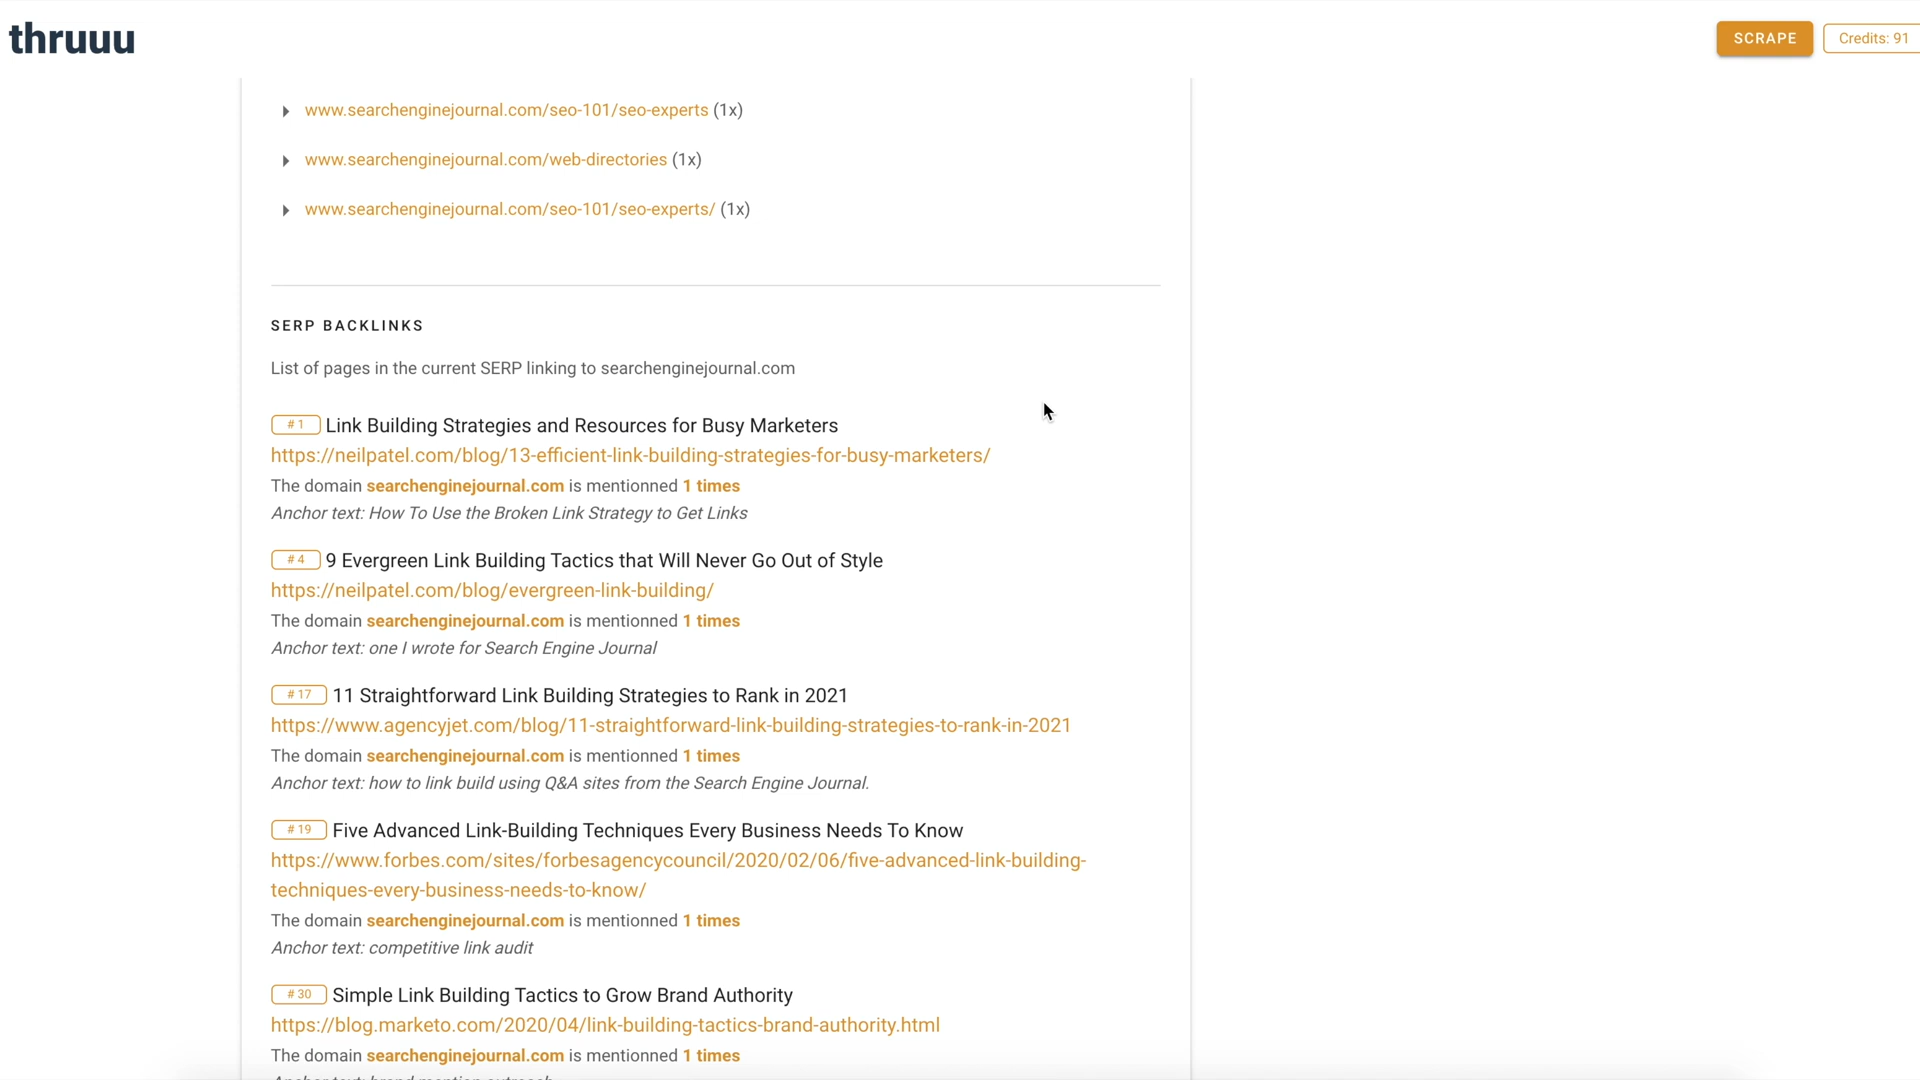 thruuu
SCRAPE
Credits: 91
www.searchenginejournal.com/seo-101/seo-experts (1x)
www.searchenginejournal.com/web-directories (1x)
www.searchenginejournal.com/seo-101/seo-experts/ (1x)
SERP BACKLINKS
List of pages in the current SERP linking to searchenginejournal.com
# 1 Link Building Strategies and Resources for Busy Marketers
https://neilpatel.com/blog/13-efficient-link-building-strategies-for-busy-marketers/
The domain searchenginejournal.com is mentionned 1 times
Anchor text: How To Use the Broken Link Strategy to Get Links
# 4 9 Evergreen Link Building Tactics that Will Never Go Out of Style
https://neilpatel.com/blog/evergreen-link-building/
The domain searchenginejournal.com is mentionned 1 times
Anchor text: one I wrote for Search Engine Journal
# 17 11 Straightforward Link Building Strategies to Rank in 2021
https://www.agencyjet.com/blog/11-straightforward-link-building-strategies-to-rank-in-2021
The domain searchenginejournal.com is mentionned 1 times
Anchor text: how to link build using Q&A sites from the Search Engine Journal.
# 19 Five Advanced Link-Building Techniques Every Business Needs To Know
https://www.forbes.com/sites/forbesagencycouncil/2020/02/06/five-advanced-link-building-
techniques-every-business-needs-to-know/
The domain searchenginejournal.com is mentionned 1 times
Anchor text: competitive link audit
# 30 Simple Link Building Tactics to Grow Brand Authority
https://blog.marketo.com/2020/04/link-building-tactics-brand-authority.html
The domain searchenginejournal.com is mentionned 1 times
Anchor text: brand mention outreach